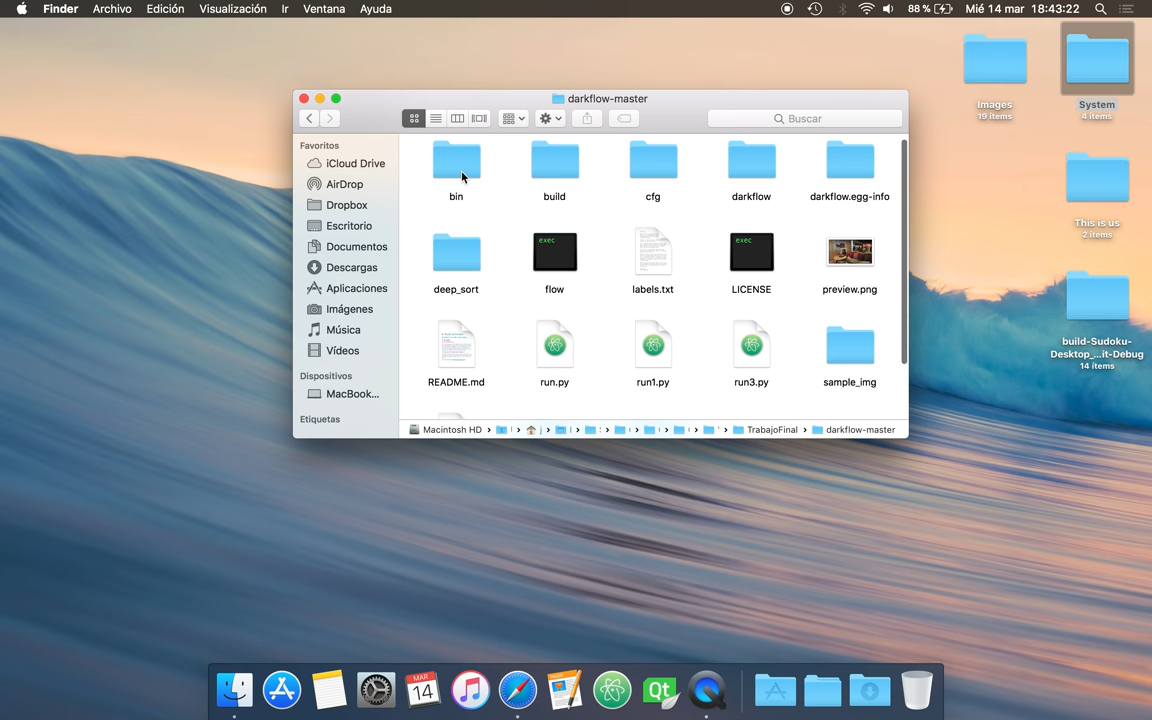 Finder Archivo Edición Visualización Ir Ventana Ayuda 88 % Mié 14 mar 18:43:22
Images
19 items
System
4 items
This is us
2 items
build-Sudoku-
Desktop_...it-Debug
14 items
darkflow-master
Buscar
Favoritos
iCloud Drive
AirDrop
Dropbox
Escritorio
Documentos
Descargas
Aplicaciones
Imágenes
Música
Vídeos
Dispositivos
MacBook...
Etiquetas
bin build cfg darkflow darkflow.egg-info
exec exec
deep_sort flow labels.txt LICENSE preview.png
README.md run.py run1.py run3.py sample_img
Macintosh HD › › › › › › › › › TrabajoFinal › darkflow-master
MAR
14
Qt